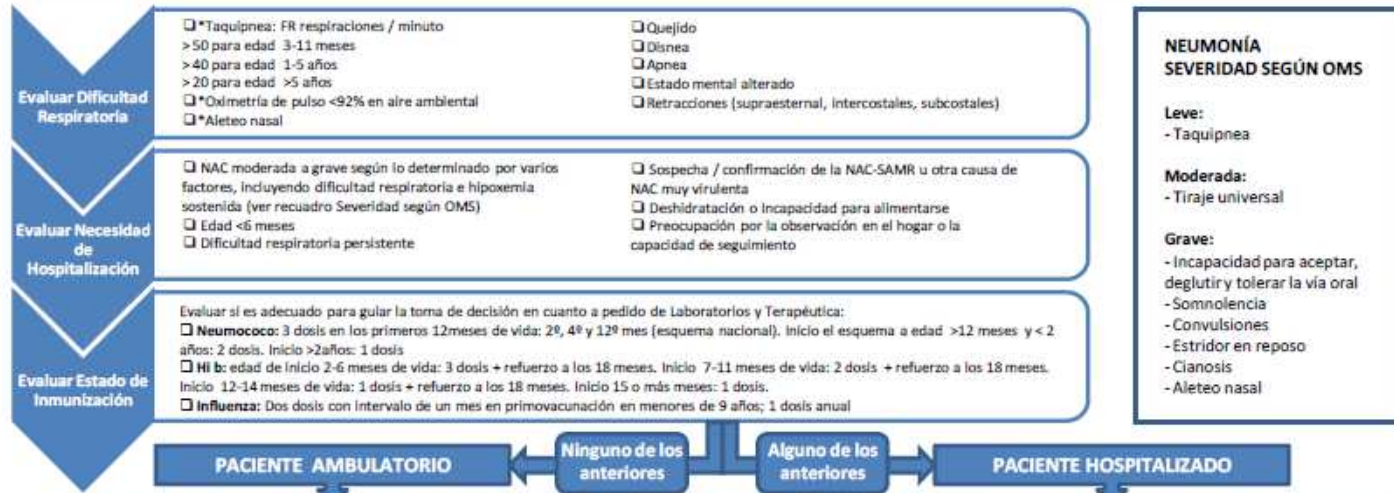 Evaluar Dificultad
Respiratoria
❑ *Taquipnea: FR respiraciones / minuto
> 50 para edad 3-11 meses
> 40 para edad 1-5 años
> 20 para edad >5 años
❑ *Oximetría de pulso <92% en aire ambiental
❑ *Aleteo nasal
❑ Quejido
❑ Disnea
❑ Apnea
❑ Estado mental alterado
❑ Retracciones (supraesternal, intercostales, subcostales)
Evaluar Necesidad
de
Hospitalización
❑ NAC moderada a grave según lo determinado por varios
factores, incluyendo dificultad respiratoria e hipoxemia
sostenida (ver recuadro Severidad según OMS)
❑ Edad <6 meses
❑ Dificultad respiratoria persistente
❑ Sospecha / confirmación de la NAC-SAMR u otra causa de
NAC muy virulenta
❑ Deshidratación o Incapacidad para alimentarse
❑ Preocupación por la observación en el hogar o la
capacidad de seguimiento
Evaluar Estado de
Inmunización
Evaluar si es adecuado para guiar la toma de decisión en cuanto a pedido de Laboratorios y Terapéutica:
❑ Neumococo: 3 dosis en los primeros 12meses de vida: 2º, 4º y 12º mes (esquema nacional). Inicio el esquema a edad >12 meses y < 2
años: 2 dosis. Inicio >2años: 1 dosis
❑ Hi b: edad de inicio 2-6 meses de vida: 3 dosis + refuerzo a los 18 meses. Inicio 7-11 meses de vida: 2 dosis + refuerzo a los 18 meses.
Inicio 12-14 meses de vida: 1 dosis + refuerzo a los 18 meses. Inicio 15 o más meses: 1 dosis.
❑ Influenza: Dos dosis con intervalo de un mes en primovacunación en menores de 9 años; 1 dosis anual
PACIENTE AMBULATORIO
Ninguno de los
anteriores
Alguno de los
anteriores
PACIENTE HOSPITALIZADO
NEUMONÍA
SEVERIDAD SEGÚN OMS
Leve:
- Taquipnea
Moderada:
- Tiraje universal
Grave:
- Incapacidad para aceptar,
deglutir y tolerar la vía oral
- Somnolencia
- Convulsiones
- Estridor en reposo
- Cianosis
- Aleteo nasal